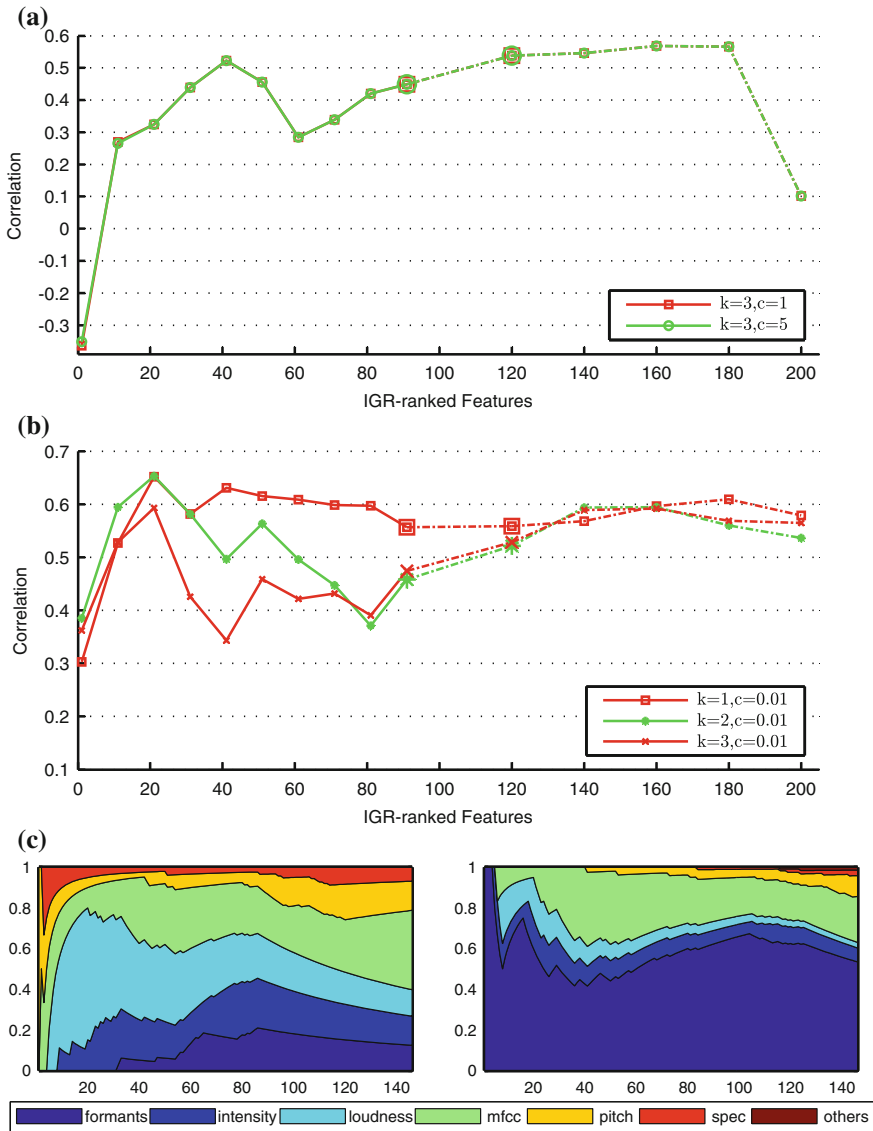 (a)
0.6
0.5
0.4
0.3
0.2
0.1
0
-0.1
-0.2
-0.3
Correlation
0 20 40 60 80 100 120 140 160 180 200
IGR-ranked Features
k=3,c=1
k=3,c=5
(b)
0.7
0.6
0.5
0.4
0.3
0.2
0.1
Correlation
0 20 40 60 80 100 120 140 160 180 200
IGR-ranked Features
k=1,c=0.01
k=2,c=0.01
k=3,c=0.01
(c)
1
0.8
0.6
0.4
0.2
0
20 40 60 80 100 120 140
1
0.8
0.6
0.4
0.2
0
20 40 60 80 100 120 140
formants intensity loudness mfcc pitch spec others